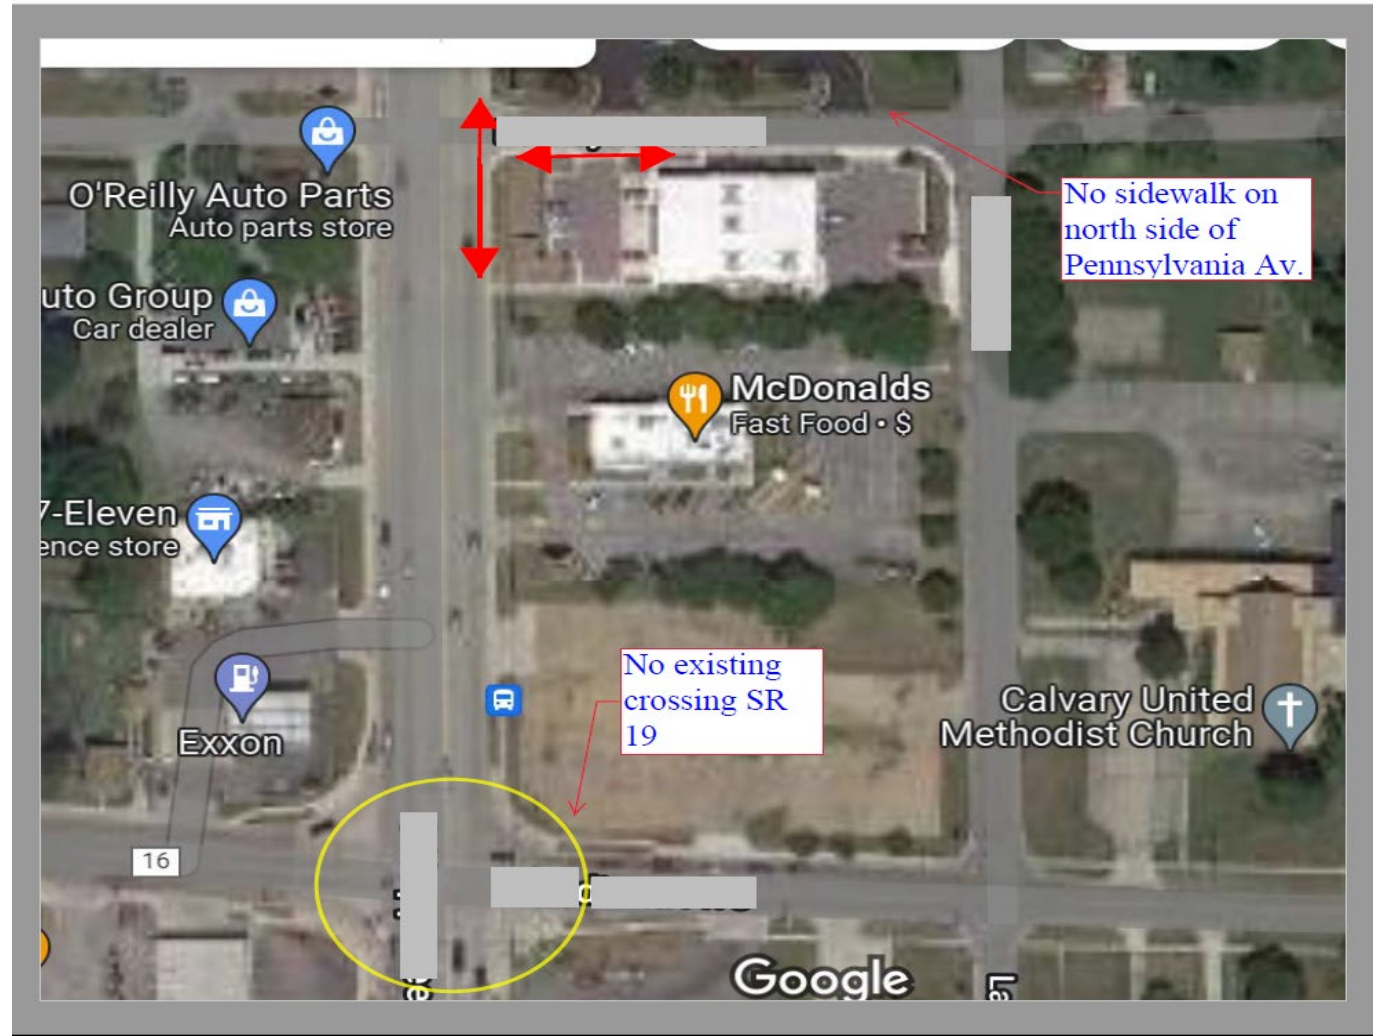 O'Reilly Auto Parts
Auto parts store
No sidewalk on
north side of
Pennsylvania Av.
uto Group
Car dealer
McDonalds
Fast Food • $
7-Eleven
ence store
No existing
crossing SR
19
Exxon
Calvary United
Methodist Church
16
Google
La